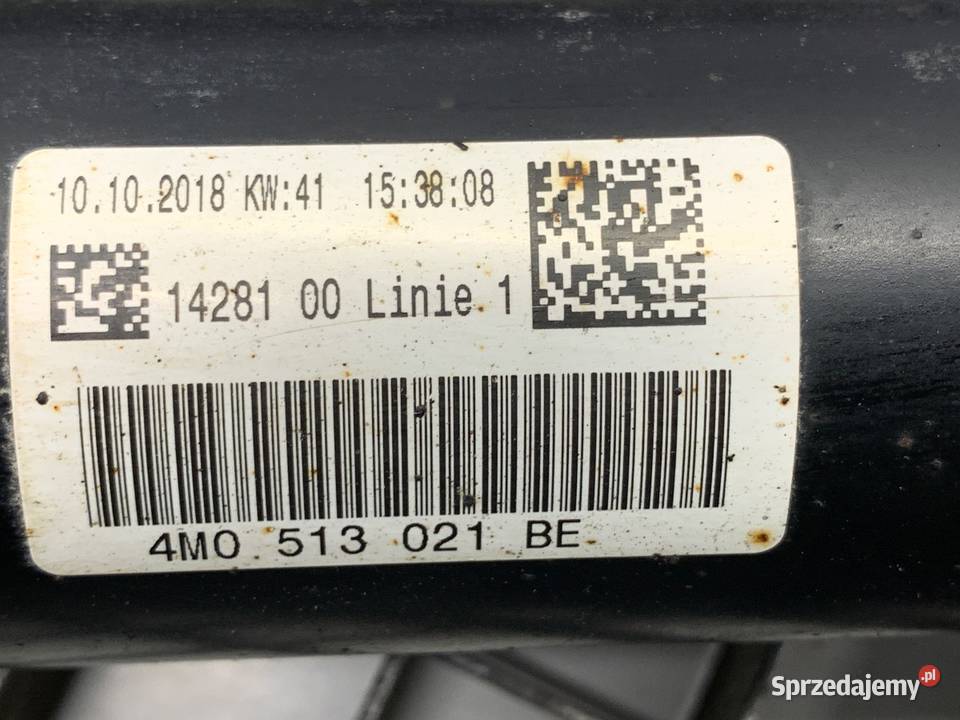 10.10.2018 KW:41 15:38:08
14281 00 Linie 1
4M0 513 021 BE
Sprzedajemy.pl